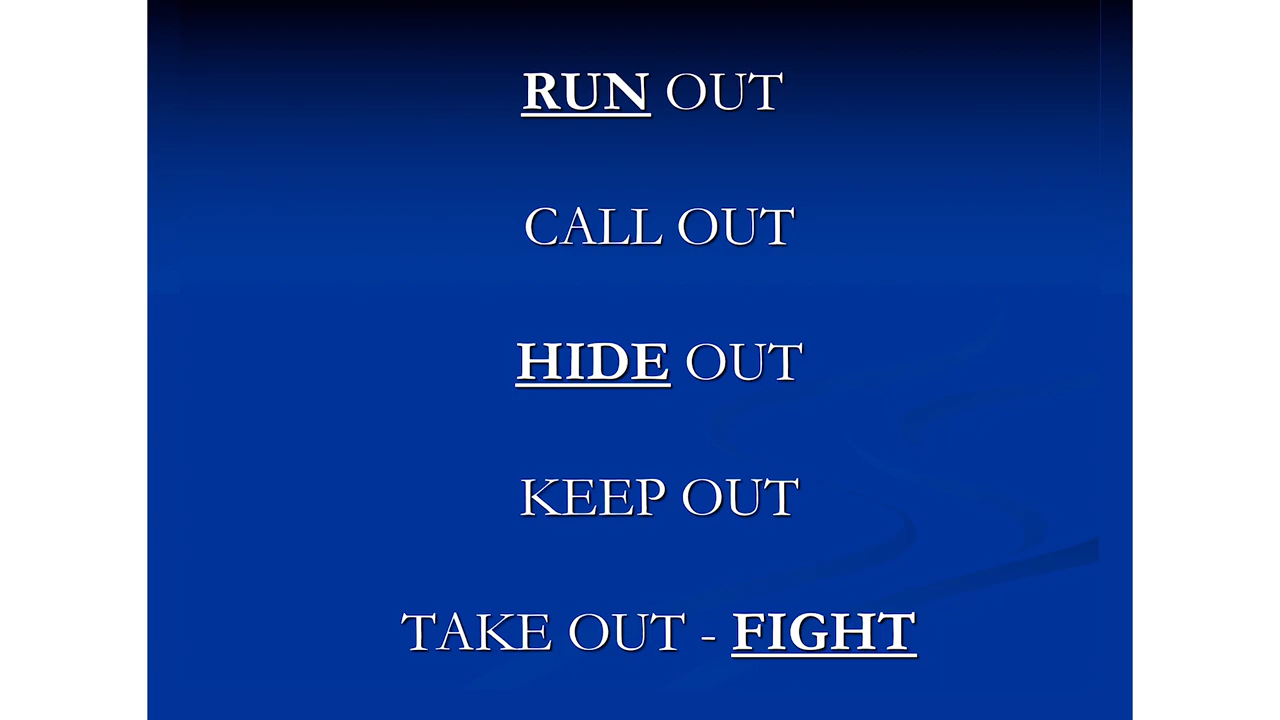 RUN OUT
CALL OUT
HIDE OUT
KEEP OUT
TAKE OUT - FIGHT